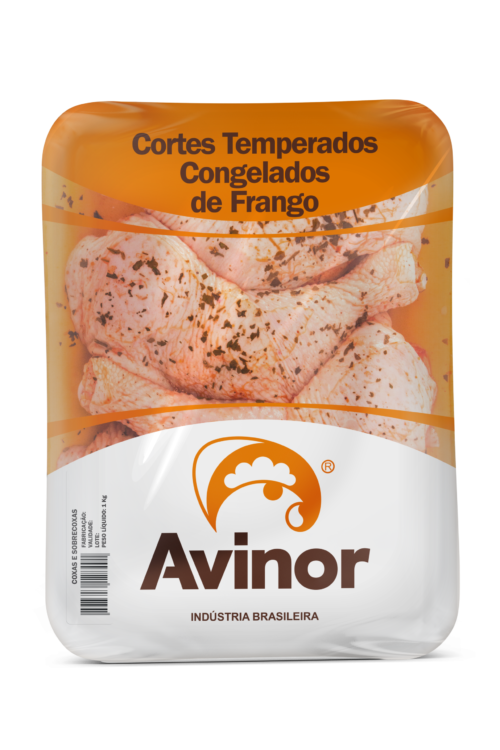 Cortes Temperados
Congelados
de Frango
®
Avinor
INDÚSTRIA BRASILEIRA
COXAS E SOBRECOXAS
FABRICAÇÃO:
VALIDADE:
LOTE:
PESO LÍQUIDO: 1 Kg